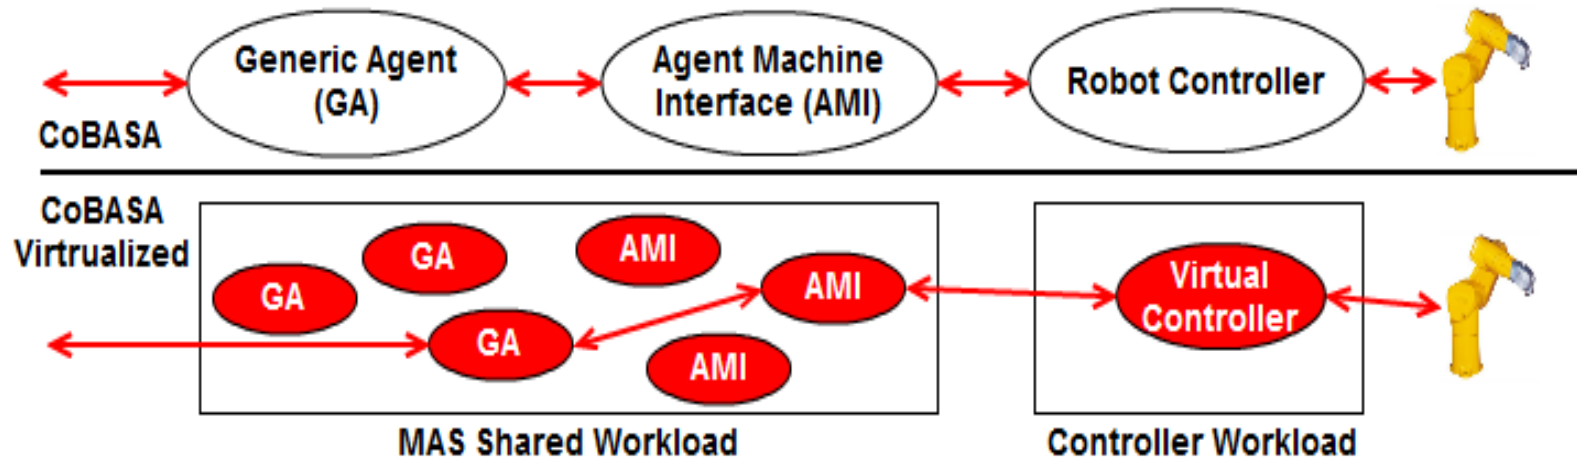 Generic Agent
(GA)
Agent Machine
Interface (AMI)
Robot Controller
CoBASA
CoBASA
Virtrualized
GA
GA
GA
AMI
AMI
AMI
Virtual
Controller
MAS Shared Workload
Controller Workload